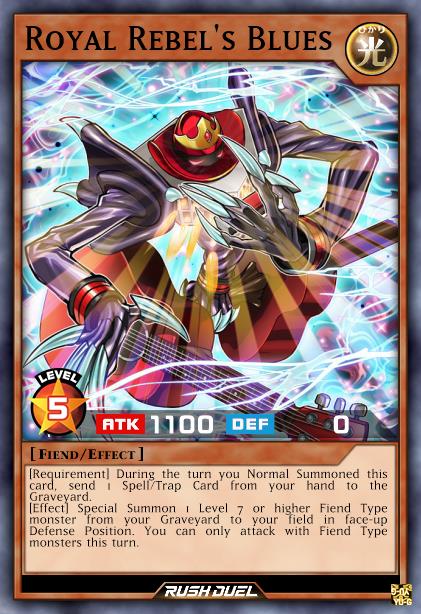 Royal Rebel's Blues
ひかり
光
LEVEL
5
ATK 1100 DEF 0
[Fiend/Effect]
[Requirement] During the turn you Normal Summoned this
card, send 1 Spell/Trap Card from your hand to the
Graveyard.
[Effect] Special Summon 1 Level 7 or higher Fiend Type
monster from your Graveyard to your field in face-up
Defense Position. You can only attack with Fiend Type
monsters this turn.
RUSH DUEL